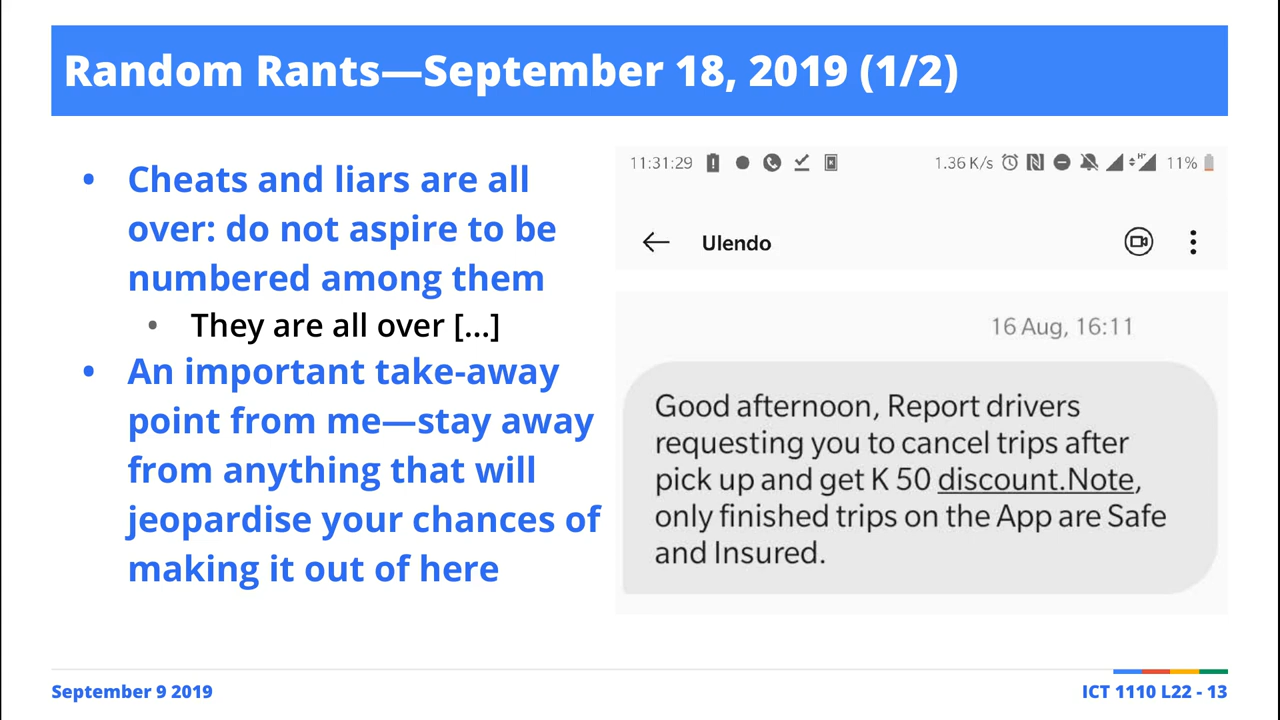 Random Rants—September 18, 2019 (1/2)
• Cheats and liars are all
over: do not aspire to be
numbered among them
• They are all over [...]
• An important take-away
point from me—stay away
from anything that will
jeopardise your chances of
making it out of here
11:31:29 1.36 K/s H+ 11%
Ulendo
16 Aug, 16:11
Good afternoon, Report drivers
requesting you to cancel trips after
pick up and get K 50 discount.Note,
only finished trips on the App are Safe
and Insured.
September 9 2019
ICT 1110 L22 - 13